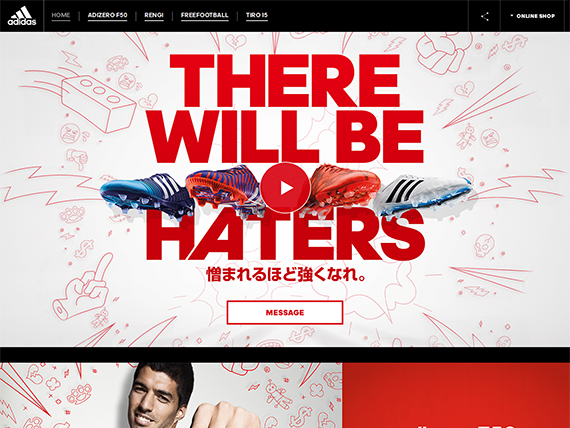 adidas
HOME
ADIZERO F50
RENGI
FREEFOOTBALL
TIRO 15
ONLINE SHOP
THERE
WILL BE
HATERS
憎まれるほど強くなれ。
MESSAGE